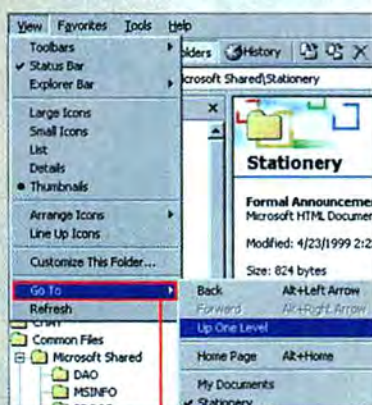 View Favorites Tools Help
Toolbars
Status Bar
Explorer Bar
Large Icons
Small Icons
List
Details
Thumbnails
Arrange Icons
Line Up Icons
Customize This Folder...
Go To
Refresh
History
crosoft Shared\Stationery
Stationery
Formal Announceme
Microsoft HTML Documen
Modified: 4/23/1999 2:2
Size: 824 bytes
Back Alt+Left Arrow
Forward Alt+Right Arrow
Up One Level
Home Page Alt+Home
My Documents
Stationery
CHAT
Common Files
Microsoft Shared
DAO
MSINFO